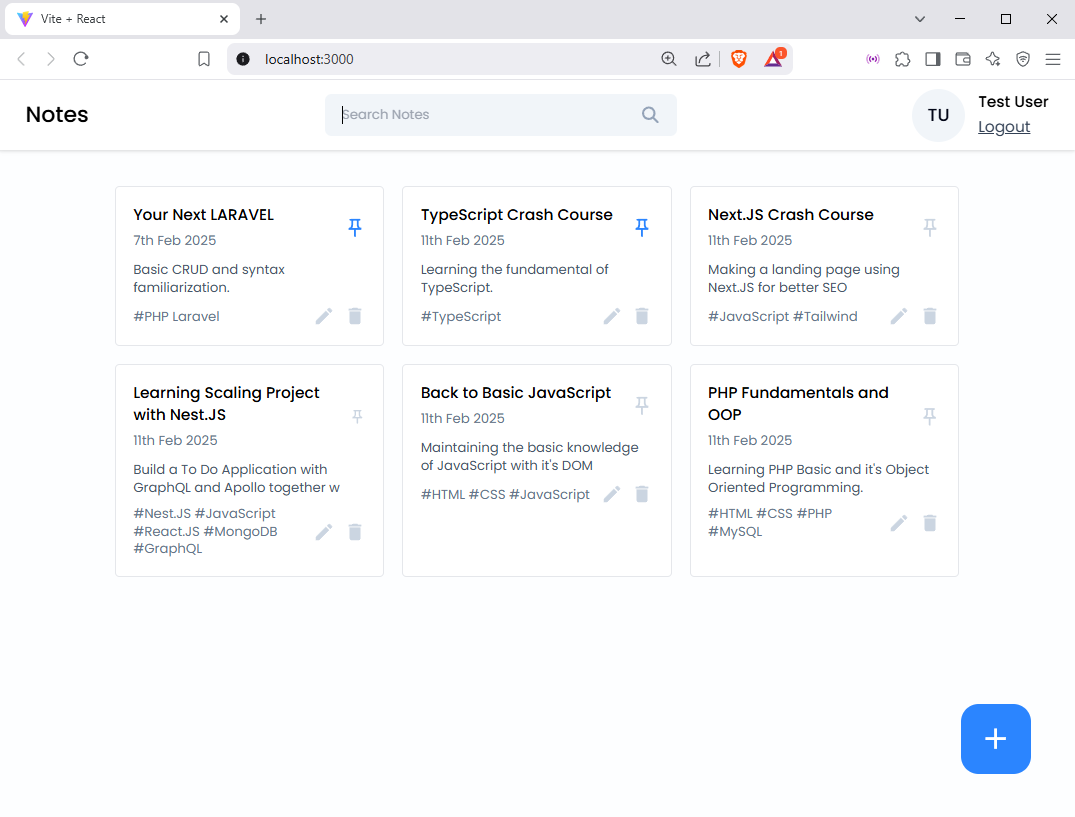 Vite + React
localhost:3000
1
Notes
Search Notes
TU
Test User
Logout
Your Next LARAVEL
7th Feb 2025
Basic CRUD and syntax
familiarization.
#PHP Laravel
TypeScript Crash Course
11th Feb 2025
Learning the fundamental of
TypeScript.
#TypeScript
Next.JS Crash Course
11th Feb 2025
Making a landing page using
Next.JS for better SEO
#JavaScript #Tailwind
Learning Scaling Project
with Nest.JS
11th Feb 2025
Build a To Do Application with
GraphQL and Apollo together w
#Nest.JS #JavaScript
#React.JS #MongoDB
#GraphQL
Back to Basic JavaScript
11th Feb 2025
Maintaining the basic knowledge
of JavaScript with it's DOM
#HTML #CSS #JavaScript
PHP Fundamentals and
OOP
11th Feb 2025
Learning PHP Basic and it's Object
Oriented Programming.
#HTML #CSS #PHP
#MySQL